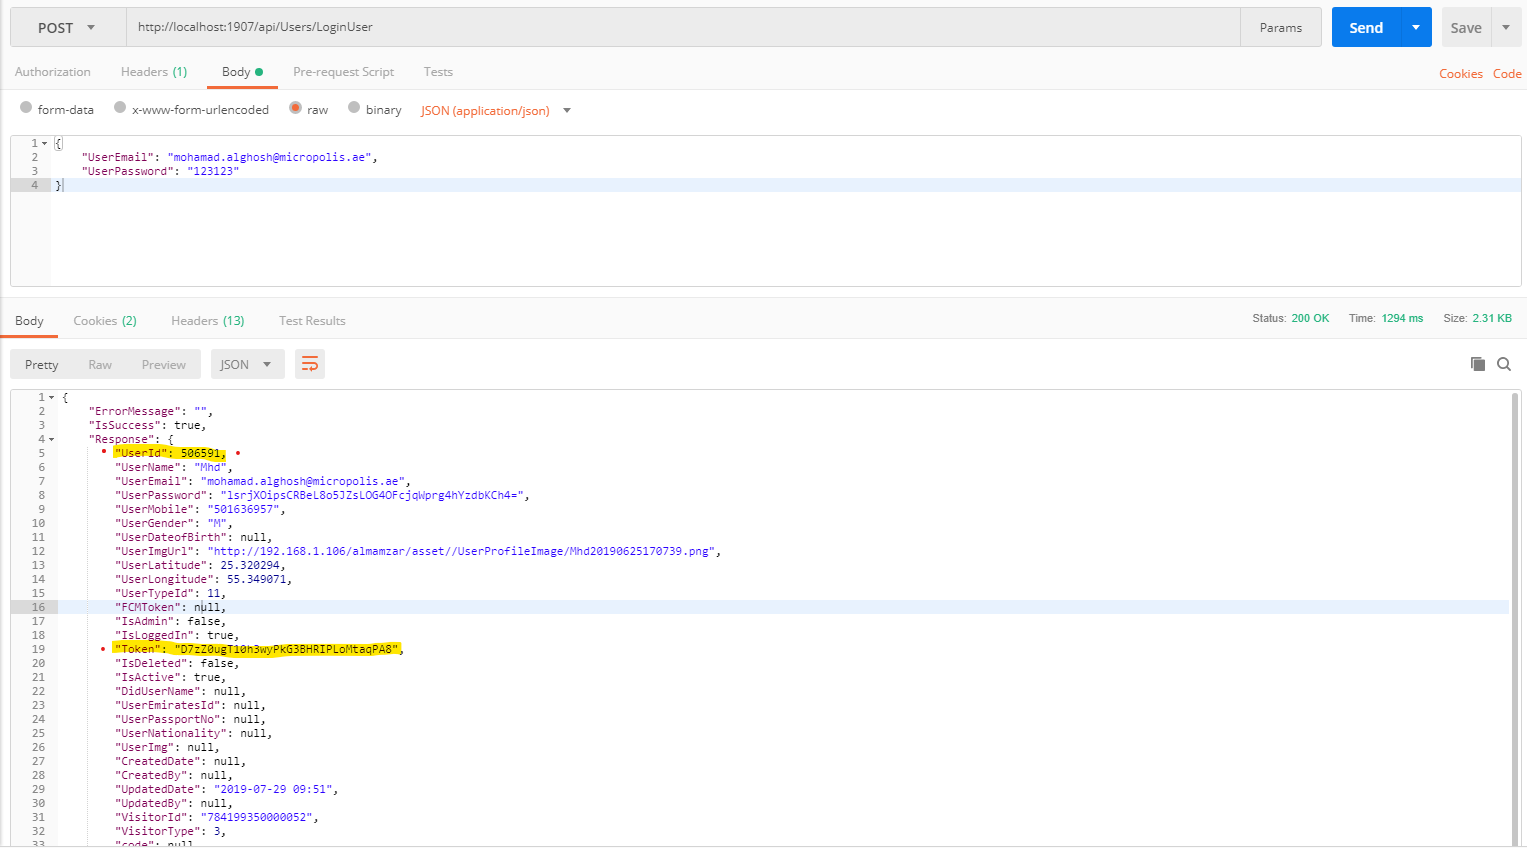 POST http://localhost:1907/api/Users/LoginUser Params Send Save
Authorization Headers (1) Body Pre-request Script Tests Cookies Code
form-data x-www-form-urlencoded raw binary JSON (application/json)
1 {
2 "UserEmail": "mohamad.alghosh@micropolis.ae",
3 "UserPassword": "123123"
4 }
Body Cookies (2) Headers (13) Test Results Status: 200 OK Time: 1294 ms Size: 2.31 KB
Pretty Raw Preview JSON
1 {
2 "ErrorMessage": "",
3 "IsSuccess": true,
4 "Response": {
5 "UserId": 506591,
6 "UserName": "Mhd",
7 "UserEmail": "mohamad.alghosh@micropolis.ae",
8 "UserPassword": "lsrjXOipsCRBeL8o5JZsLOG4OFcjqWprg4hYzdbKCh4=",
9 "UserMobile": "501636957",
10 "UserGender": "M",
11 "UserDateofBirth": null,
12 "UserImgUrl": "http://192.168.1.106/almamzar/asset//UserProfileImage/Mhd20190625170739.png",
13 "UserLatitude": 25.320294,
14 "UserLongitude": 55.349071,
15 "UserTypeId": 11,
16 "FCMToken": null,
17 "IsAdmin": false,
18 "IsLoggedIn": true,
19 "Token": "D7zZ0ugT10h3wyPkG3BHRIPLoMtaqPA8",
20 "IsDeleted": false,
21 "IsActive": true,
22 "DidUserName": null,
23 "UserEmiratesId": null,
24 "UserPassportNo": null,
25 "UserNationality": null,
26 "UserImg": null,
27 "CreatedDate": null,
28 "CreatedBy": null,
29 "UpdatedDate": "2019-07-29 09:51",
30 "UpdatedBy": null,
31 "VisitorId": "784199350000052",
32 "VisitorType": 3,
33 "code": null